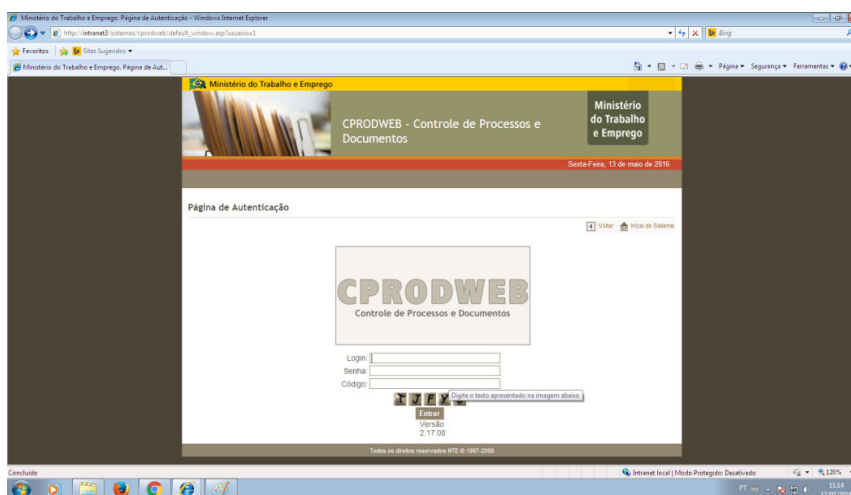 Ministério do Trabalho e Emprego. Página de Autenticação - Windows Internet Explorer
http://intranet3/sistemas/cprodweb/default_window.asp?usuario=1
Bing
Favoritos Sites Sugeridos
Ministério do Trabalho e Emprego. Página de Aut...
Página Segurança Ferramentas
Ministério do Trabalho e Emprego
CPRODWEB - Controle de Processos e
Documentos
Ministério
do Trabalho
e Emprego
Sexta-Feira, 13 de maio de 2016
Página de Autenticação
Voltar Início do Sistema
CPRODWEB
Controle de Processos e Documentos
Login:
Senha:
Código:
T J F Y
Digite o texto apresentado na imagem abaixo
Entrar
Versão
2.17.08
Todos os direitos reservados MTE © 1997-2008
Concluído
Intranet local | Modo Protegido: Desativado
120%
PT
11:14